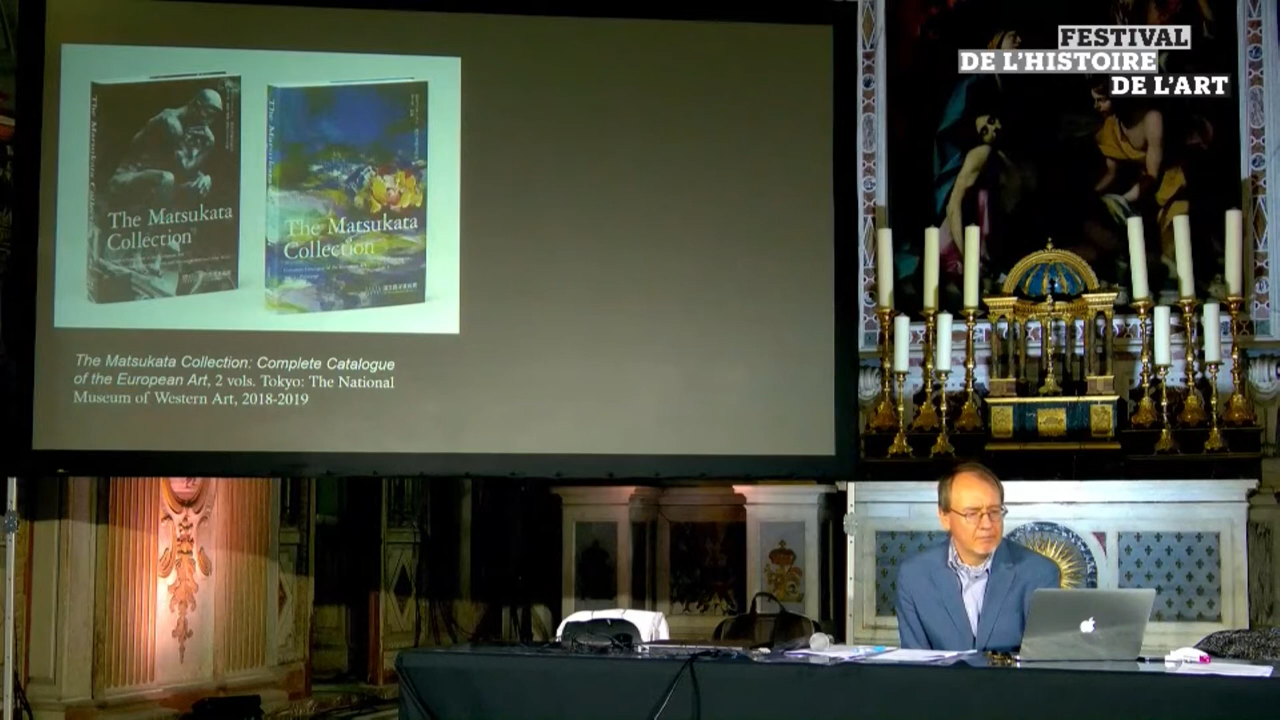 FESTIVAL
DE L'HISTOIRE
DE L'ART
The Matsukata
Collection
The Matsukata
Collection
The Matsukata Collection: Complete Catalogue
of the European Art, 2 vols. Tokyo: The National
Museum of Western Art, 2018-2019